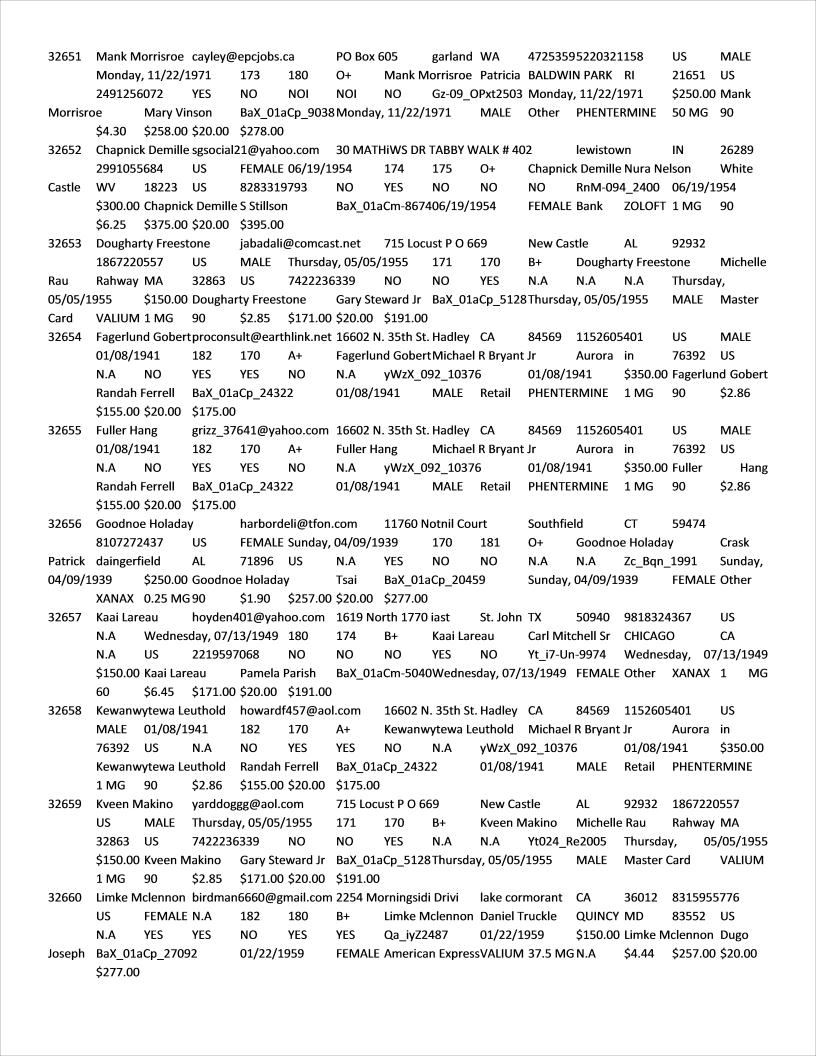 32651 Mank Morrisroe cayley@epcjobs.ca PO Box 605 garland WA 47253595220321158 US MALE
Monday, 11/22/1971 173 180 O+ Mank Morrisroe Patricia BALDWIN PARK RI 21651 US
2491256072 YES NO NOI NOI NO Gz-09_OPxt2503 Monday, 11/22/1971 $250.00 Mank
Morrisroe Mary Vinson BaX_01aCp_9038 Monday, 11/22/1971 MALE Other PHENTERMINE 50 MG 90
$4.30 $258.00 $20.00 $278.00
32652 Chapnick Demille sgsocial21@yahoo.com 30 MATHiWS DR TABBY WALK # 402 lewistown IN 26289
2991055684 US FEMALE 06/19/1954 174 175 O+ Chapnick Demille Nura Nelson White
Castle WV 18223 US 8283319793 NO YES NO NO NO RnM-094_2400 06/19/1954
$300.00 Chapnick Demille S Stillson BaX_01aCm-8674 06/19/1954 FEMALE Bank ZOLOFT 1 MG 90
$6.25 $375.00 $20.00 $395.00
32653 Dougharty Freestone jabadali@comcast.net 715 Locust P O 669 New Castle AL 92932
1867220557 US MALE Thursday, 05/05/1955 171 170 B+ Dougharty Freestone Michelle
Rau Rahway MA 32863 US 7422236339 NO NO YES N.A N.A N.A Thursday,
05/05/1955 $150.00 Dougharty Freestone Gary Steward Jr BaX_01aCp_5128 Thursday, 05/05/1955 MALE Master
Card VALIUM 1 MG 90 $2.85 $171.00 $20.00 $191.00
32654 Fagerlund Gobert proconsult@earthlink.net 16602 N. 35th St. Hadley CA 84569 1152605401 US MALE
01/08/1941 182 170 A+ Fagerlund Gobert Michael R Bryant Jr Aurora in 76392 US
N.A NO YES YES NO N.A yWzX_092_10376 01/08/1941 $350.00 Fagerlund Gobert
Randah Ferrell BaX_01aCp_24322 01/08/1941 MALE Retail PHENTERMINE 1 MG 90 $2.86
$155.00 $20.00 $175.00
32655 Fuller Hang grizz_37641@yahoo.com 16602 N. 35th St. Hadley CA 84569 1152605401 US MALE
01/08/1941 182 170 A+ Fuller Hang Michael R Bryant Jr Aurora in 76392 US
N.A NO YES YES NO N.A yWzX_092_10376 01/08/1941 $350.00 Fuller Hang
Randah Ferrell BaX_01aCp_24322 01/08/1941 MALE Retail PHENTERMINE 1 MG 90 $2.86
$155.00 $20.00 $175.00
32656 Goodnoe Holaday harbordeli@tfon.com 11760 Notnil Court Southfield CT 59474
8107272437 US FEMALE Sunday, 04/09/1939 170 181 O+ Goodnoe Holaday Crask
Patrick daingerfield AL 71896 US N.A YES NO NO N.A N.A Zc_Bqn_1991 Sunday,
04/09/1939 $250.00 Goodnoe Holaday Tsai BaX_01aCp_20459 Sunday, 04/09/1939 FEMALE Other
XANAX 0.25 MG 90 $1.90 $257.00 $20.00 $277.00
32657 Kaai Lareau hoyden401@yahoo.com 1619 North 1770 iast St. John TX 50940 9818324367 US
N.A Wednesday, 07/13/1949 180 174 B+ Kaai Lareau Carl Mitchell Sr CHICAGO CA
N.A US 2219597068 NO NO NO YES NO Yt_i7-Un-9974 Wednesday, 07/13/1949
$150.00 Kaai Lareau Pamela Parish BaX_01aCm-5040 Wednesday, 07/13/1949 FEMALE Other XANAX 1 MG
60 $6.45 $171.00 $20.00 $191.00
32658 Kewanwytewa Leuthold howardf457@aol.com 16602 N. 35th St. Hadley CA 84569 1152605401 US
MALE 01/08/1941 182 170 A+ Kewanwytewa Leuthold Michael R Bryant Jr Aurora in
76392 US N.A NO YES YES NO N.A yWzX_092_10376 01/08/1941 $350.00
Kewanwytewa Leuthold Randah Ferrell BaX_01aCp_24322 01/08/1941 MALE Retail PHENTERMINE
1 MG 90 $2.86 $155.00 $20.00 $175.00
32659 Kveen Makino yarddoggg@aol.com 715 Locust P O 669 New Castle AL 92932 1867220557
US MALE Thursday, 05/05/1955 171 170 B+ Kveen Makino Michelle Rau Rahway MA
32863 US 7422236339 NO NO YES N.A N.A Yt024_Re2005 Thursday, 05/05/1955
$150.00 Kveen Makino Gary Steward Jr BaX_01aCp_5128 Thursday, 05/05/1955 MALE Master Card VALIUM
1 MG 90 $2.85 $171.00 $20.00 $191.00
32660 Limke Mclennon birdman6660@gmail.com 2254 Morningsidi Drivi lake cormorant CA 36012 8315955776
US FEMALE N.A 182 180 B+ Limke Mclennon Daniel Truckle QUINCY MD 83552 US
N.A YES YES NO YES YES Qa_iyZ2487 01/22/1959 $150.00 Limke Mclennon Dugo
Joseph BaX_01aCp_27092 01/22/1959 FEMALE American Express VALIUM 37.5 MG N.A $4.44 $257.00 $20.00
$277.00